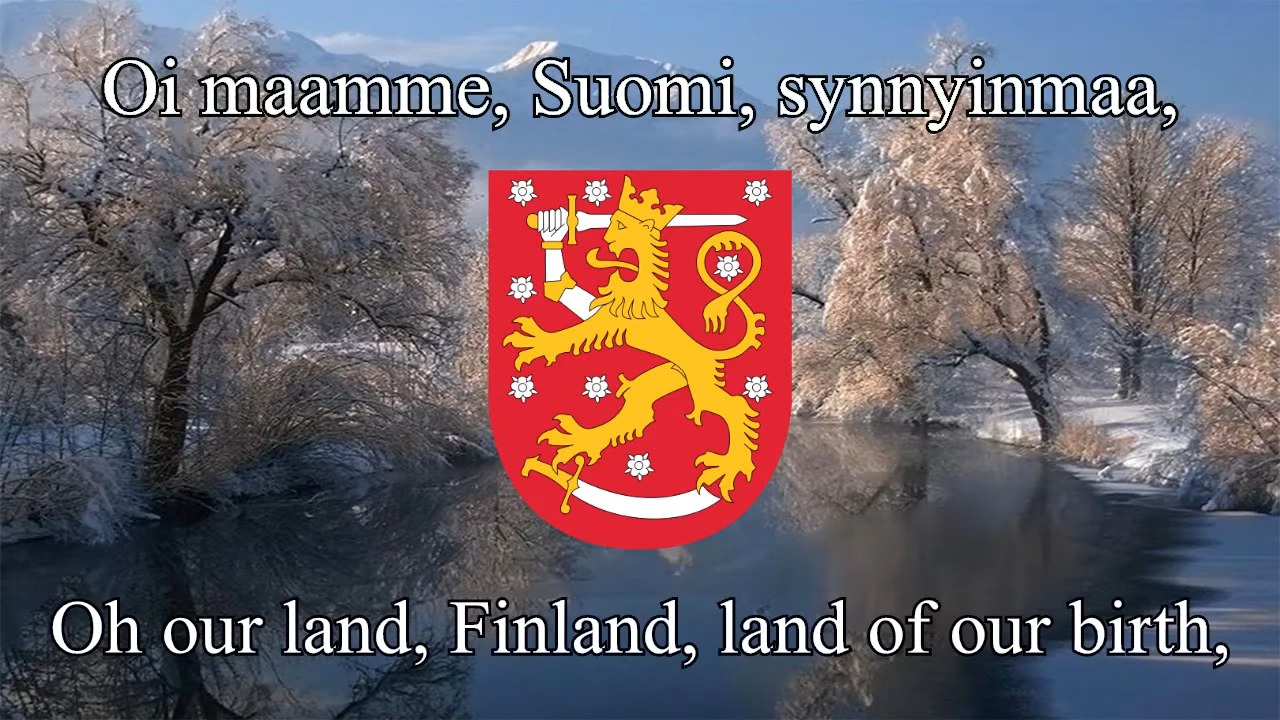 Oi maamme, Suomi, synnyinmaa,
Oh our land, Finland, land of our birth,